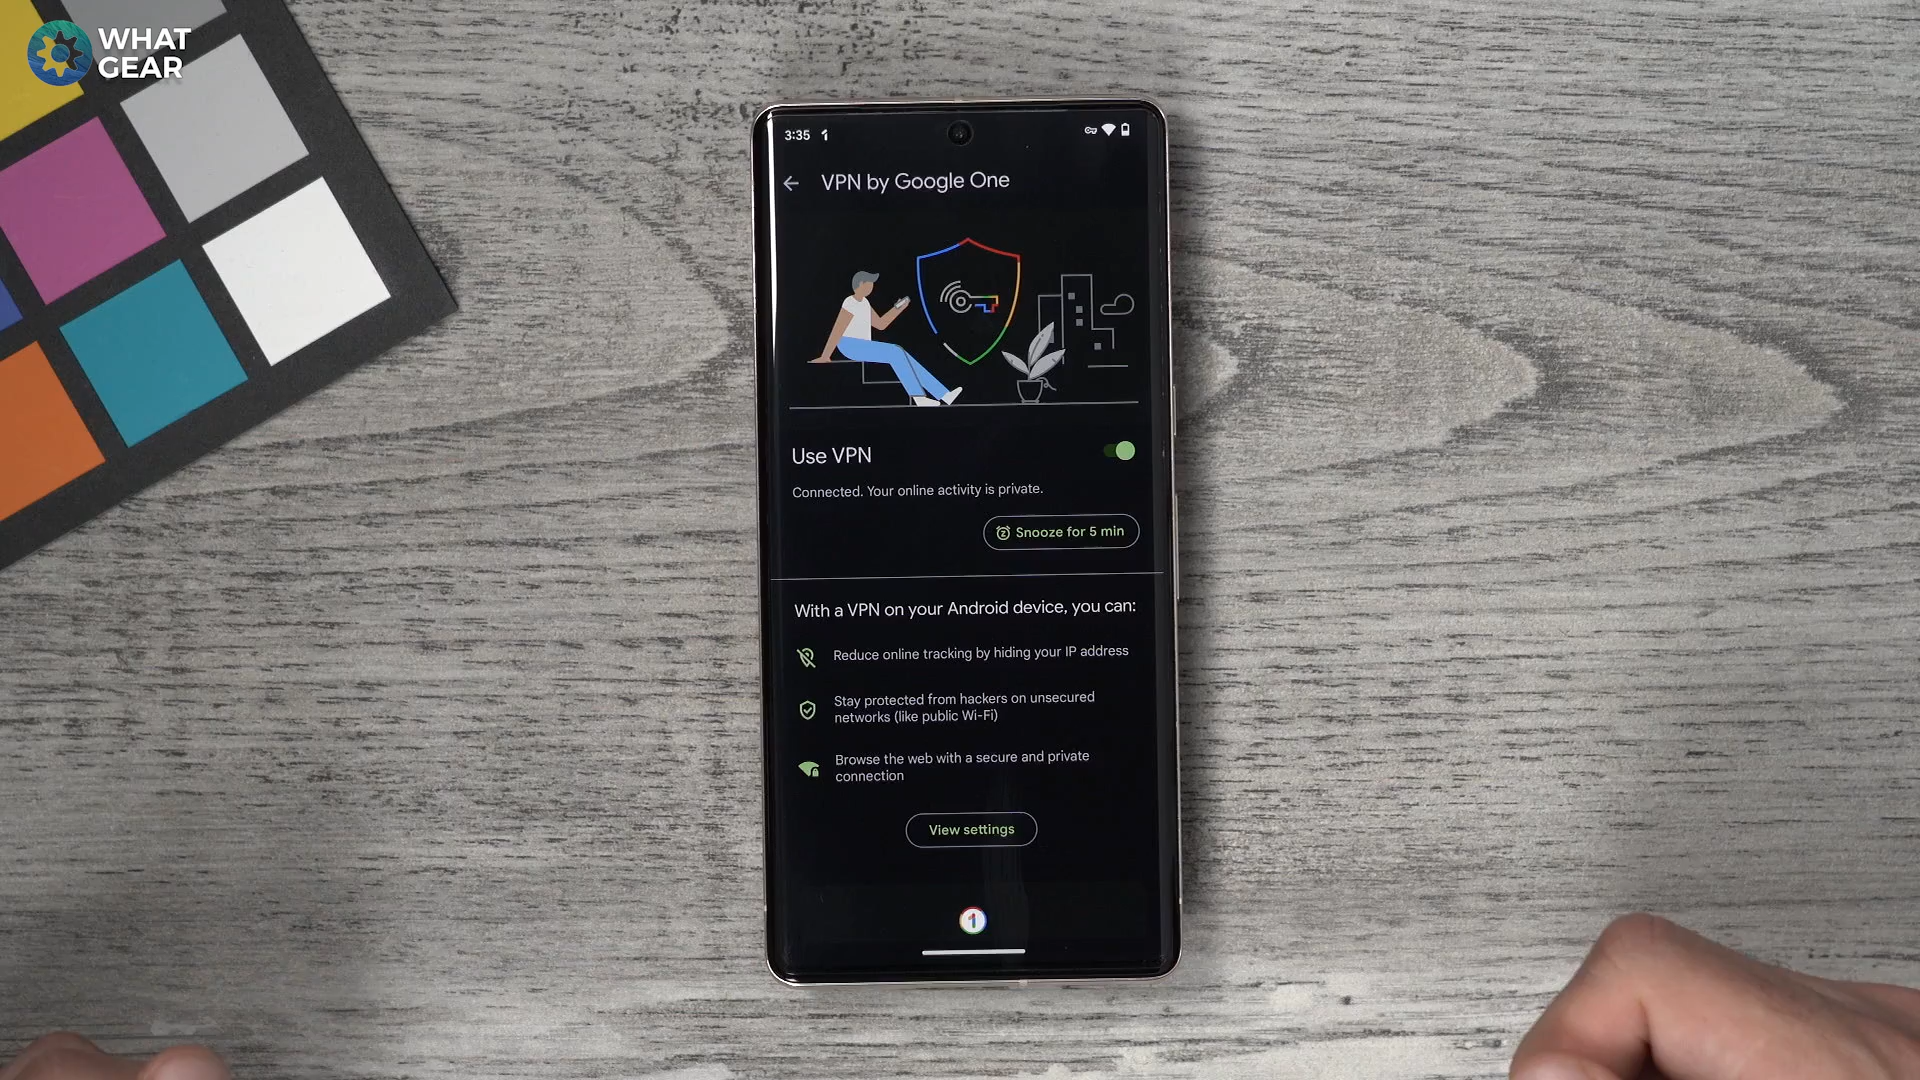 WHAT
GEAR
3:35
VPN by Google One
Use VPN
Connected. Your online activity is private.
Snooze for 5 min
With a VPN on your Android device, you can:
Reduce online tracking by hiding your IP address
Stay protected from hackers on unsecured
networks (like public Wi-Fi)
Browse the web with a secure and private
connection
View settings
1